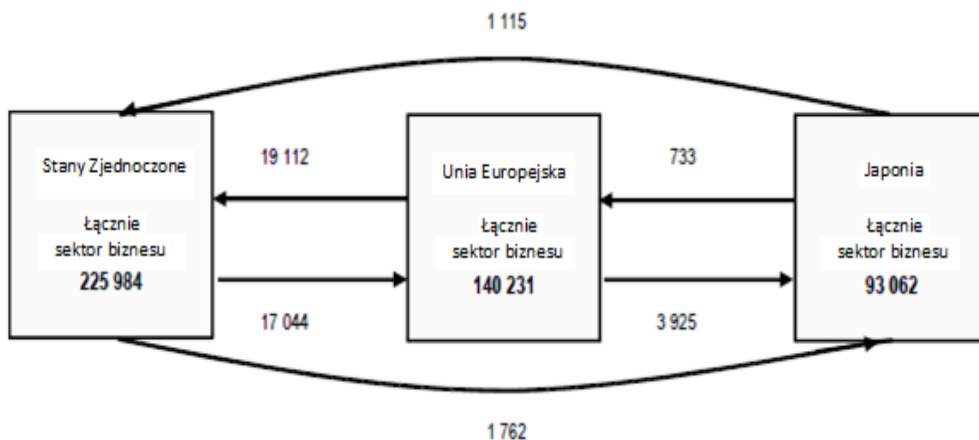 1 115
Stany Zjednoczone
Łącznie
sektor biznesu
225 984
19 112
17 044
Unia Europejska
Łącznie
sektor biznesu
140 231
733
3 925
Japonia
Łącznie
sektor biznesu
93 062
1 762